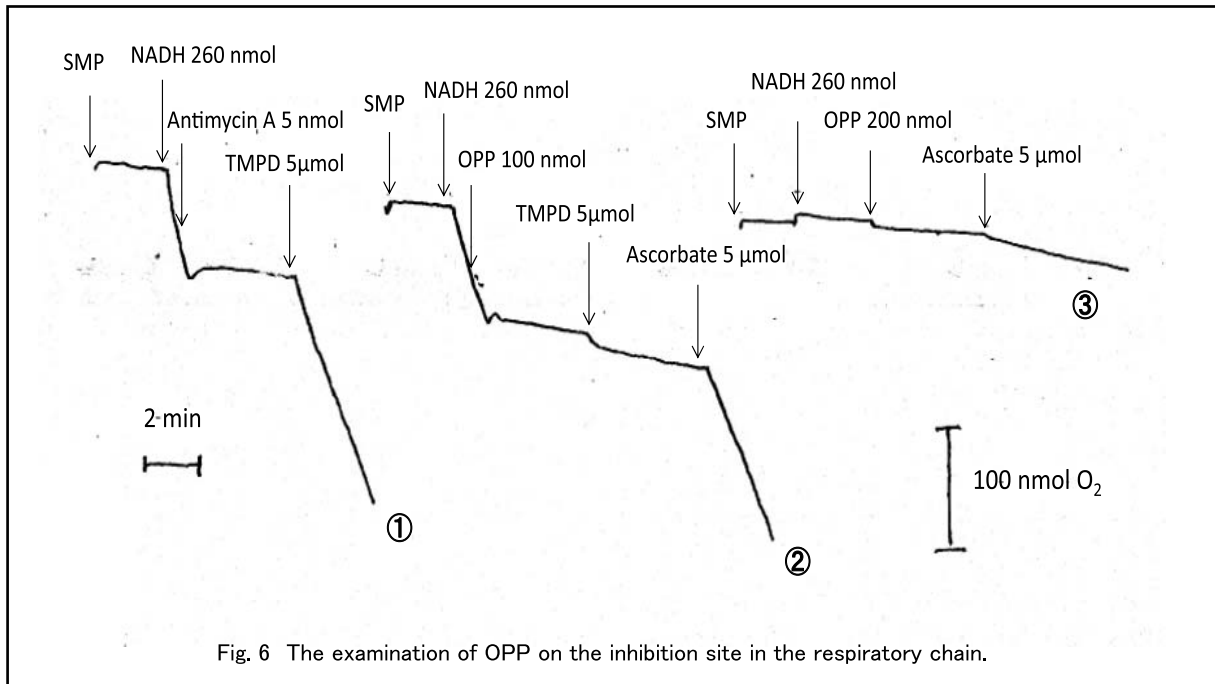 SMP
NADH 260 nmol
Antimycin A 5 nmol
TMPD 5μmol
①
2 min
SMP
NADH 260 nmol
OPP 100 nmol
TMPD 5μmol
Ascorbate 5 μmol
②
SMP
NADH 260 nmol
OPP 200 nmol
Ascorbate 5 μmol
③
100 nmol O₂
Fig. 6 The examination of OPP on the inhibition site in the respiratory chain.